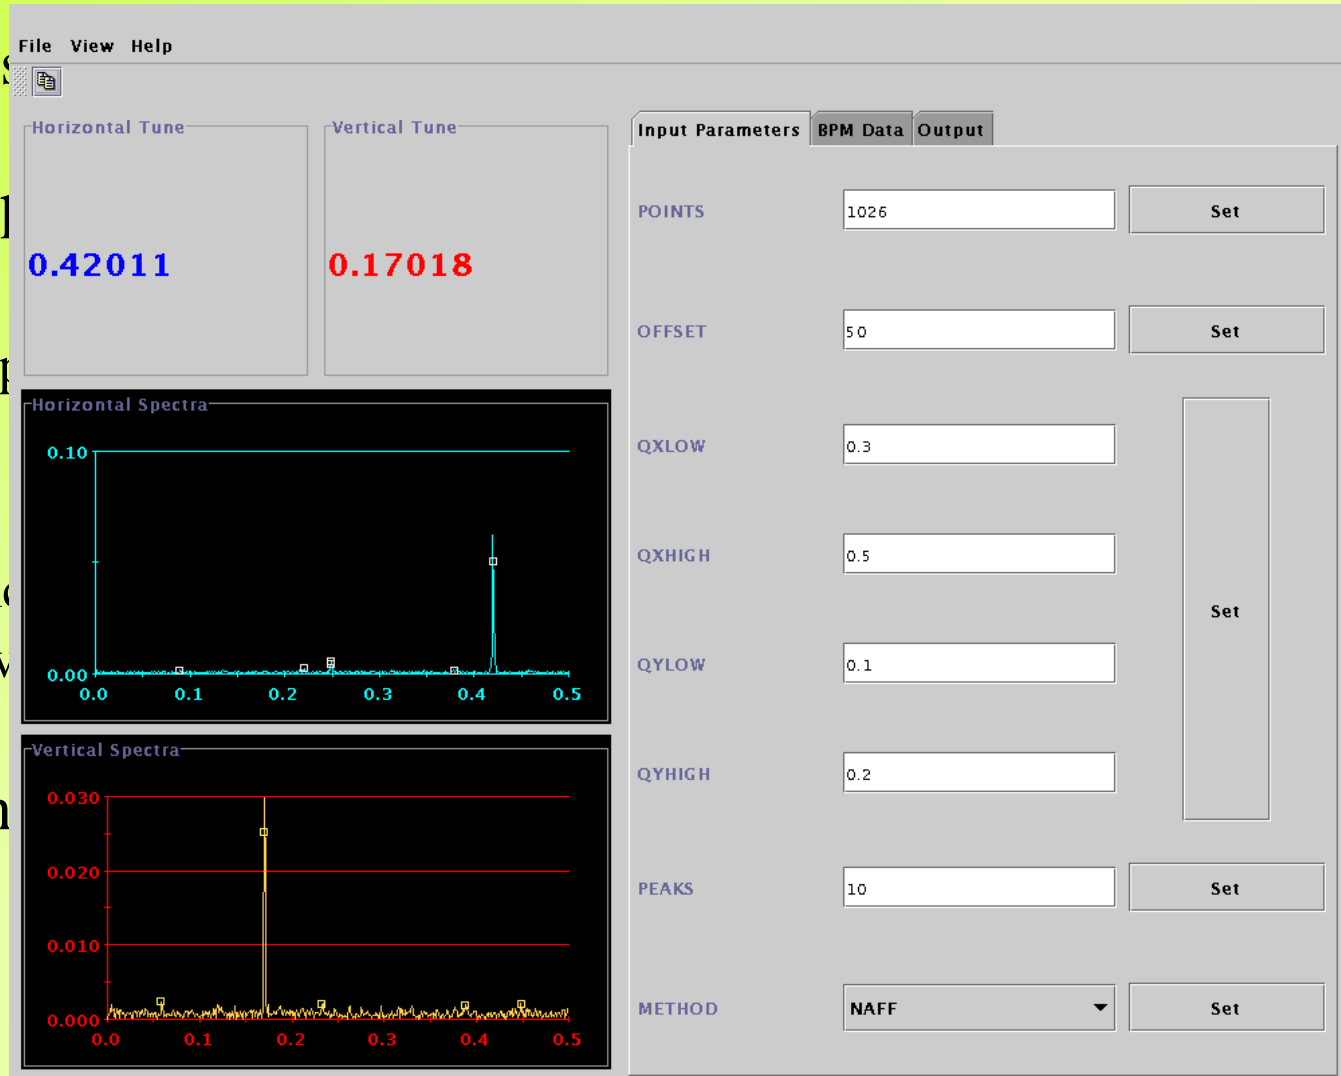 File View Help
Horizontal Tune
0.42011
Vertical Tune
0.17018
Horizontal Spectra
0.10
0.00
0.0 0.1 0.2 0.3 0.4 0.5
Vertical Spectra
0.030
0.020
0.010
0.000
0.0 0.1 0.2 0.3 0.4 0.5
Input Parameters BPM Data Output
POINTS 1026 Set
OFFSET 50 Set
QXLOW 0.3
QXHIGH 0.5
Set
QYLOW 0.1
QYHIGH 0.2
PEAKS 10 Set
METHOD NAFF Set